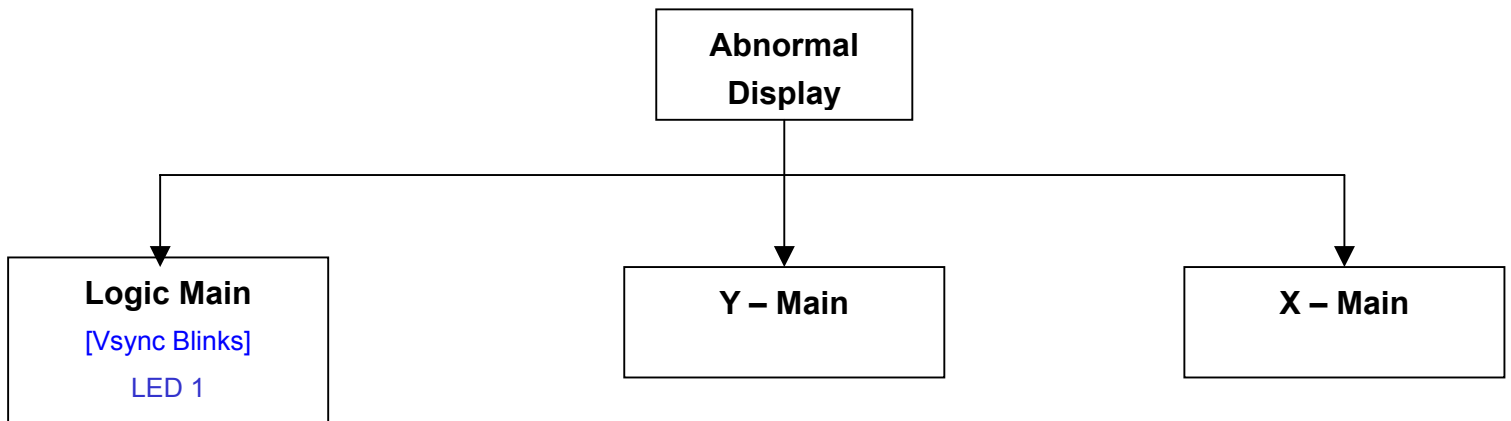 Abnormal
Display
Logic Main
[Vsync Blinks]
LED 1
Y – Main
X – Main